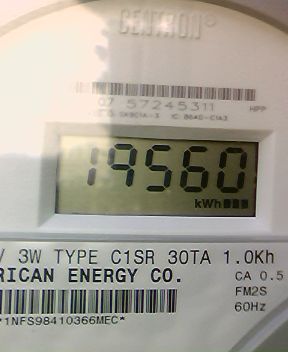 CENTRON®
07 57245311 HPP
19560
kWh
V 3W TYPE C1SR 30TA 1.0Kh
RICAN ENERGY CO. CA 0.5
FM2S
*1NFS98410366MEC* 60Hz